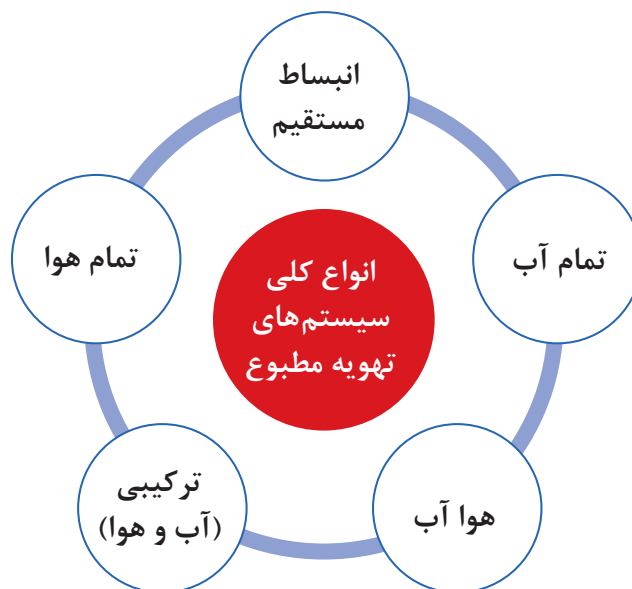 انبساط
مستقیم
تمام آب
هوا آب
ترکیبی
(آب و هوا)
تمام هوا
انواع کلی
سیستم‌های
تهویه مطبوع